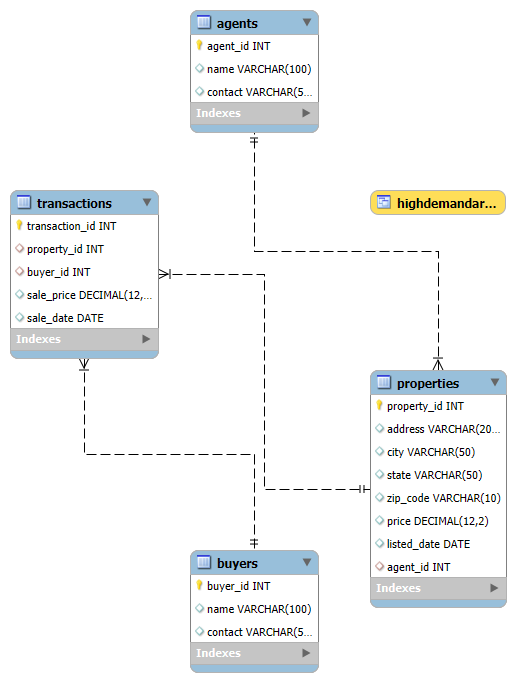 agents
agent_id INT
name VARCHAR(100)
contact VARCHAR(5...
Indexes
transactions
transaction_id INT
property_id INT
buyer_id INT
sale_price DECIMAL(12,...
sale_date DATE
Indexes
highdemandar...
properties
property_id INT
address VARCHAR(20...
city VARCHAR(50)
state VARCHAR(50)
zip_code VARCHAR(10)
price DECIMAL(12,2)
listed_date DATE
agent_id INT
Indexes
buyers
buyer_id INT
name VARCHAR(100)
contact VARCHAR(5...
Indexes